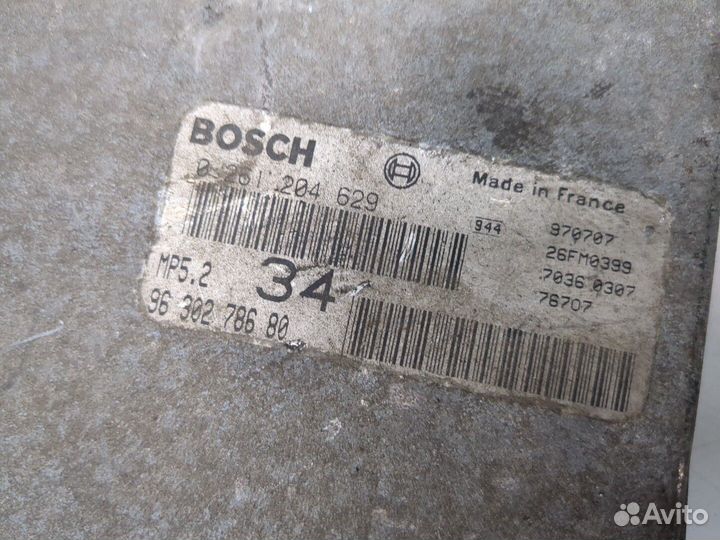 BOSCH
0 261 204 629
MP5.2
34
96 302 786 80
Made in France
944
970707
26FM0399
7036 0307
76707
Avito